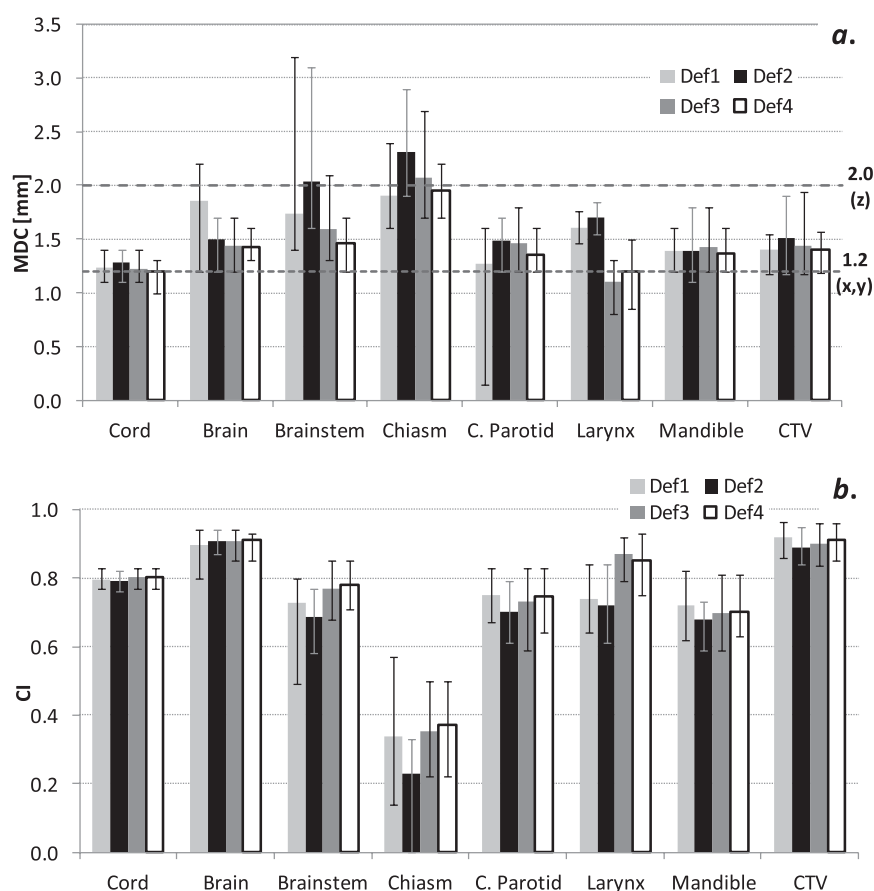 a.
3.5
3.0
2.5
2.0
1.5
1.0
0.5
0.0
MDC [mm]
Def1 Def2
Def3 Def4
2.0
(z)
1.2
(x,y)
Cord Brain Brainstem Chiasm C. Parotid Larynx Mandible CTV
b.
Def1 Def2
Def3 Def4
1.0
0.8
0.6
0.4
0.2
0.0
CI
Cord Brain Brainstem Chiasm C. Parotid Larynx Mandible CTV